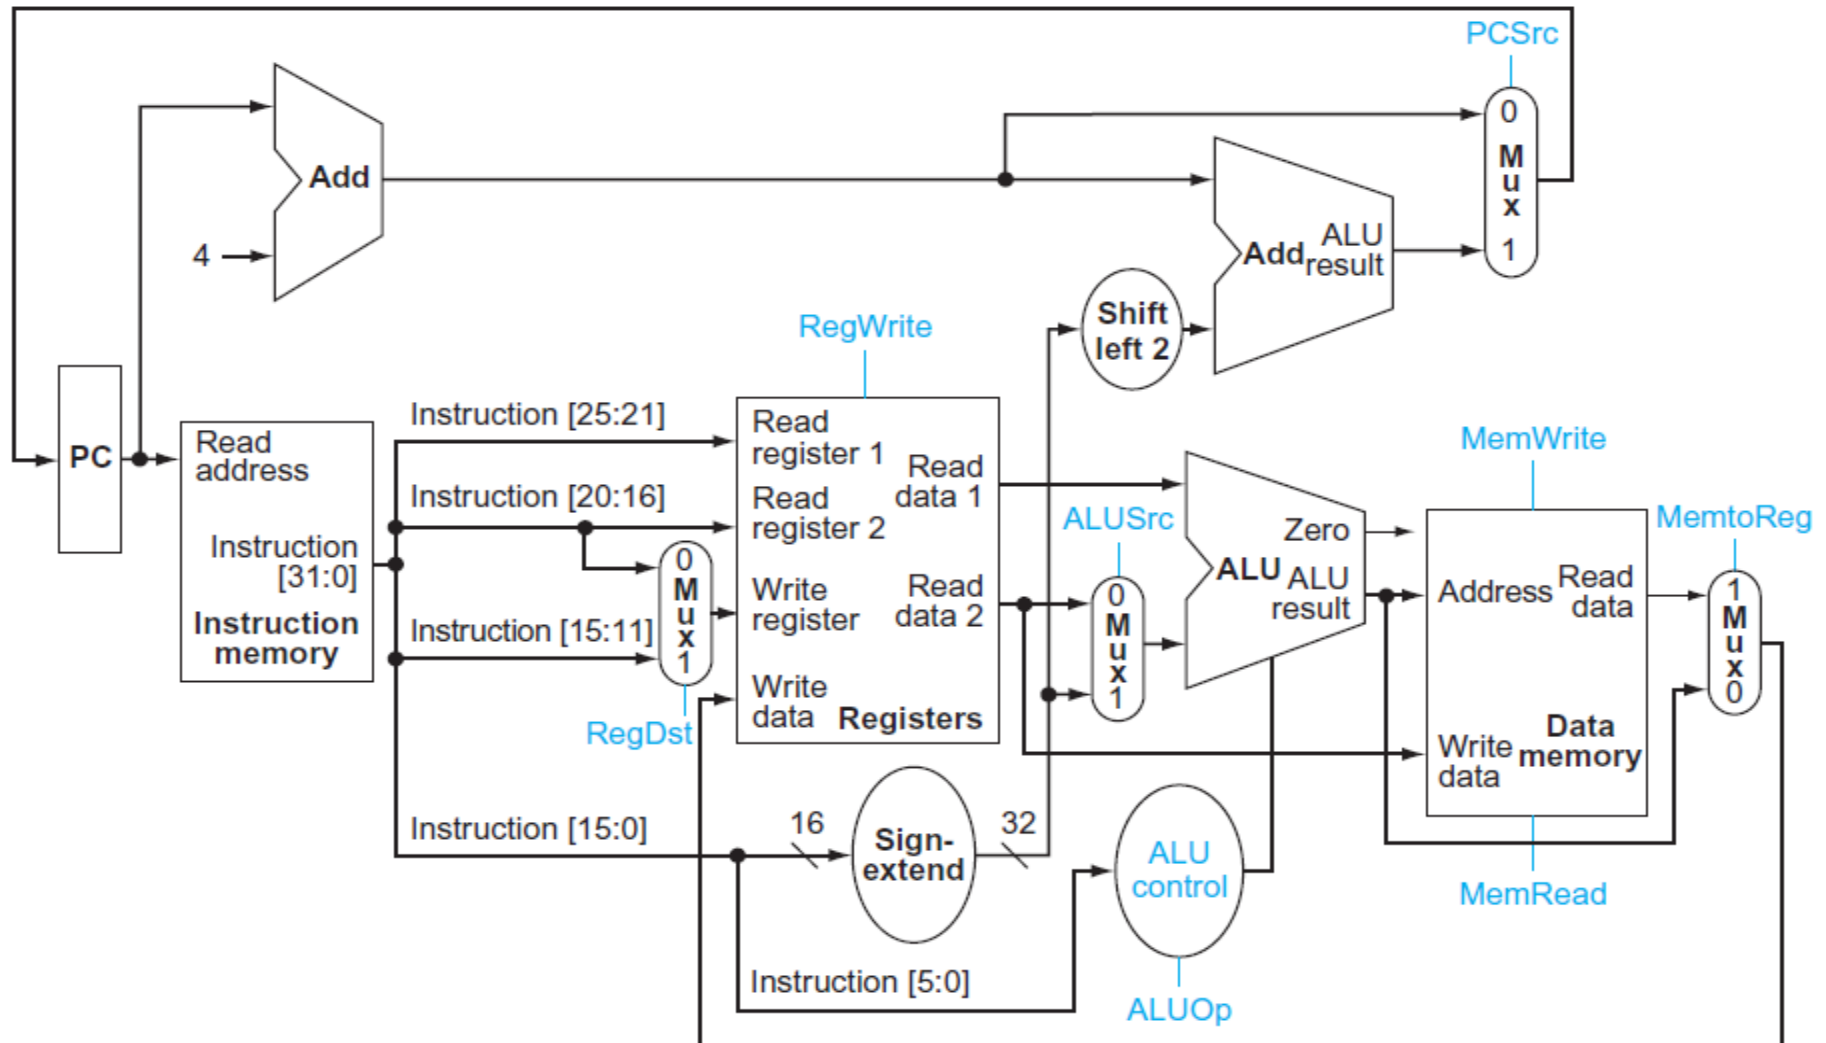 PCSrc
0
M
u
x
1
Add
4
Add
ALU
result
Shift
left 2
RegWrite
PC
Read
address
Instruction
[31:0]
Instruction
memory
Instruction [25:21]
Instruction [20:16]
Instruction [15:11]
Instruction [15:0]
0
M
u
x
1
RegDst
Read
register 1
Read
register 2
Write
register
Write
data
Read
data 1
Read
data 2
Registers
ALUSrc
0
M
u
x
1
Zero
ALU
ALU
result
MemWrite
Address
Read
data
Write
data
Data
memory
MemRead
MemtoReg
1
M
u
x
0
16
Sign-
extend
32
ALU
control
Instruction [5:0]
ALUOp